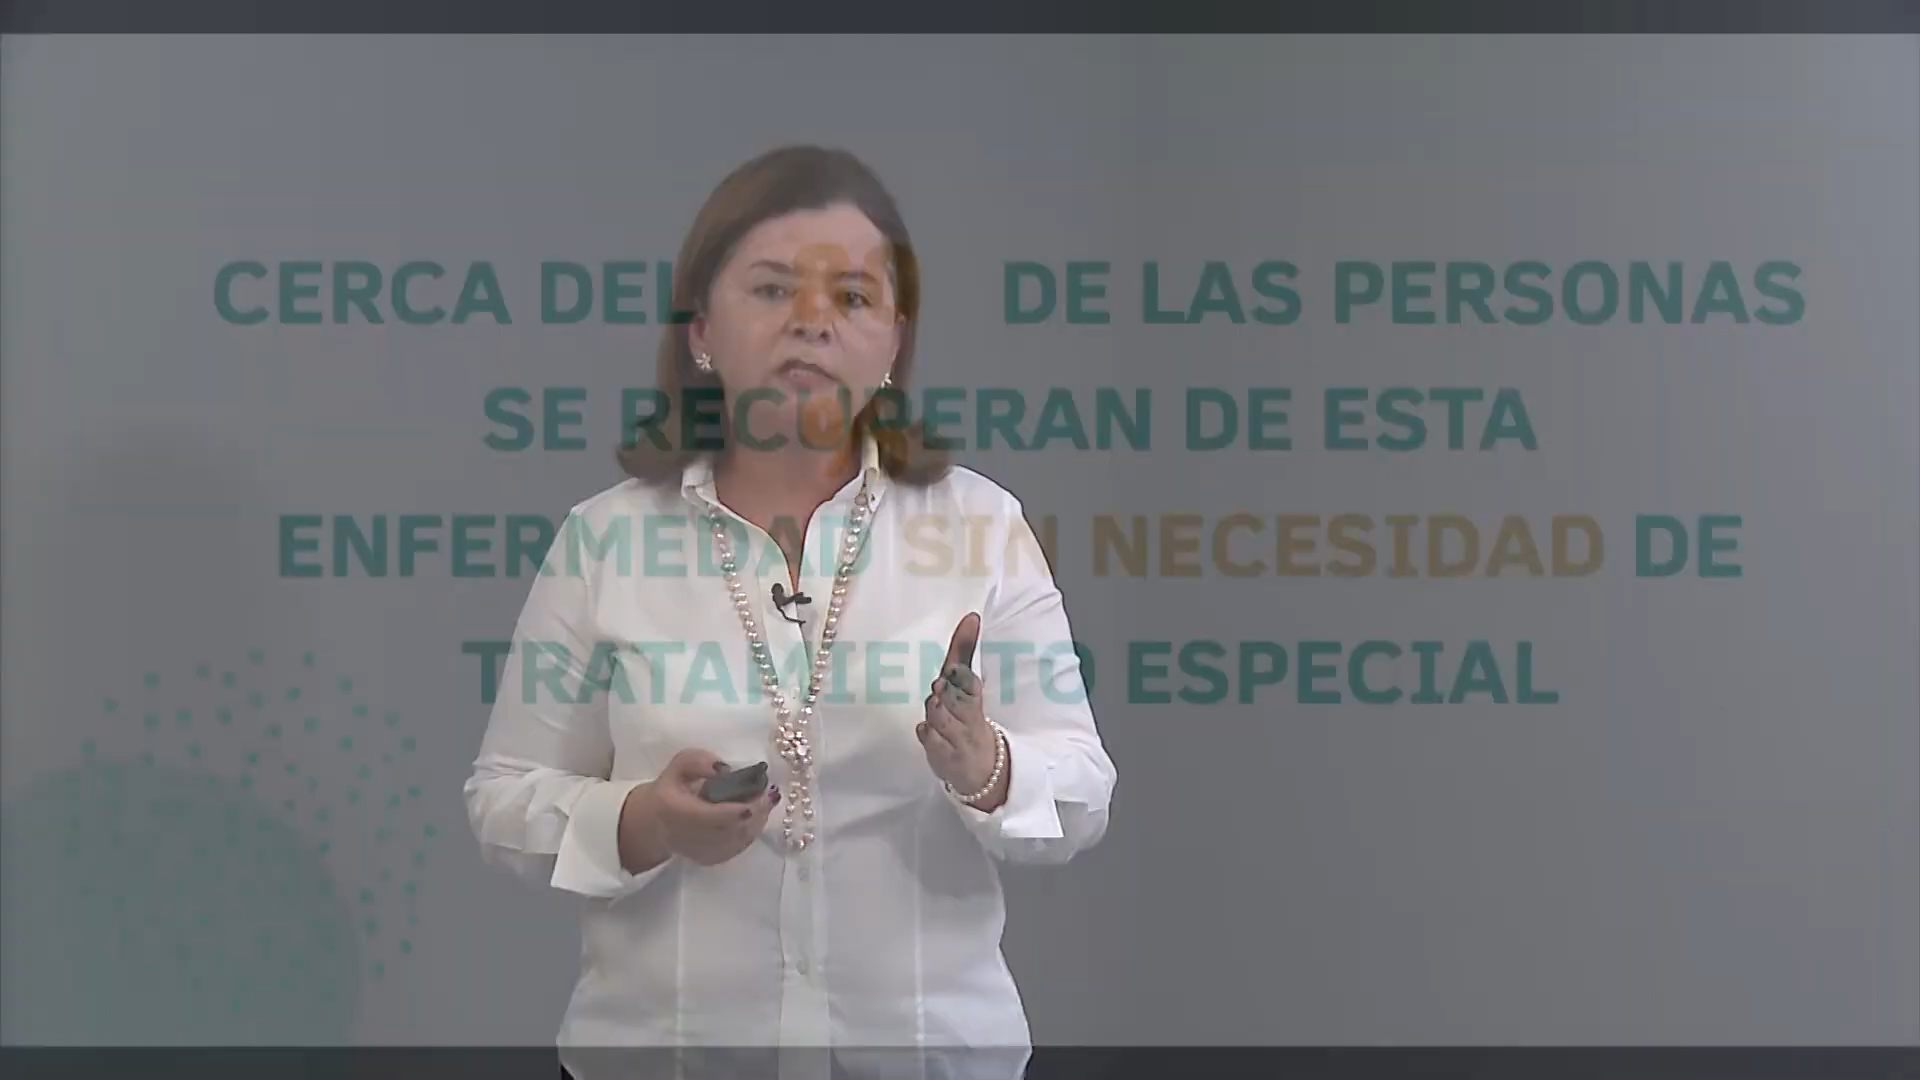 CERCA DEL DE LAS PERSONAS
SE RECUPERAN DE ESTA
ENFERMEDAD SIN NECESIDAD DE
TRATAMIENTO ESPECIAL